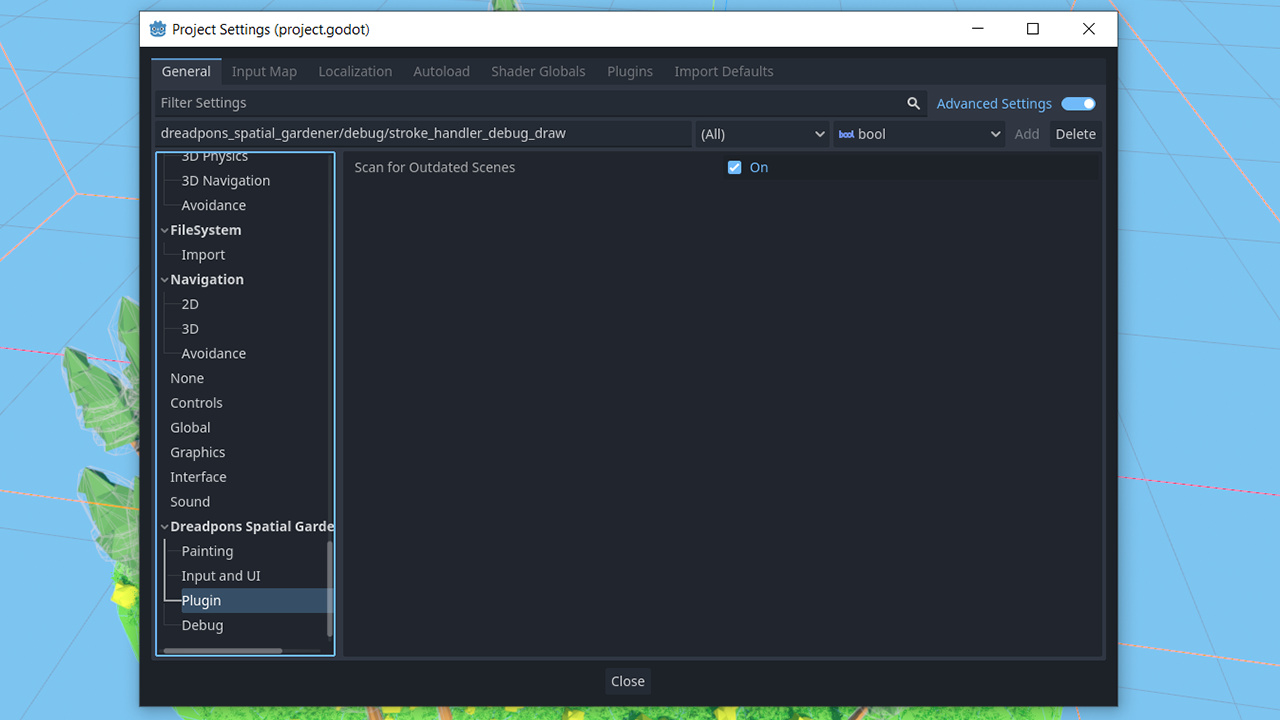 Project Settings (project.godot)
General Input Map Localization Autoload Shader Globals Plugins Import Defaults
Filter Settings Advanced Settings
dreadpons_spatial_gardener/debug/stroke_handler_debug_draw (All) bool bool Add Delete
3D Physics
3D Navigation
Avoidance
FileSystem
Import
Navigation
2D
3D
Avoidance
None
Controls
Global
Graphics
Interface
Sound
Dreadpons Spatial Garde
Painting
Input and UI
Plugin
Debug
Scan for Outdated Scenes On
Close